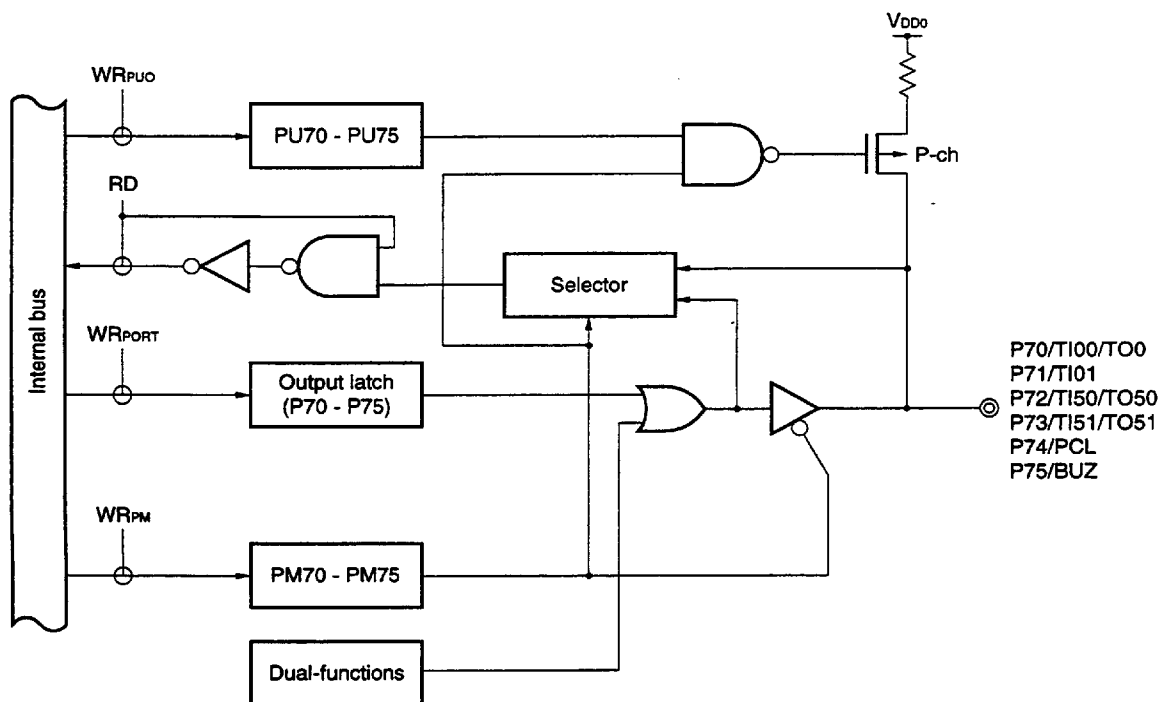 VDD0
WRPUO
PU70 - PU75
P-ch
RD
Selector
Internal bus
WRPORT
Output latch
(P70 - P75)
P70/TI00/TO0
P71/TI01
P72/TI50/TO50
P73/TI51/TO51
P74/PCL
P75/BUZ
WRPM
PM70 - PM75
Dual-functions